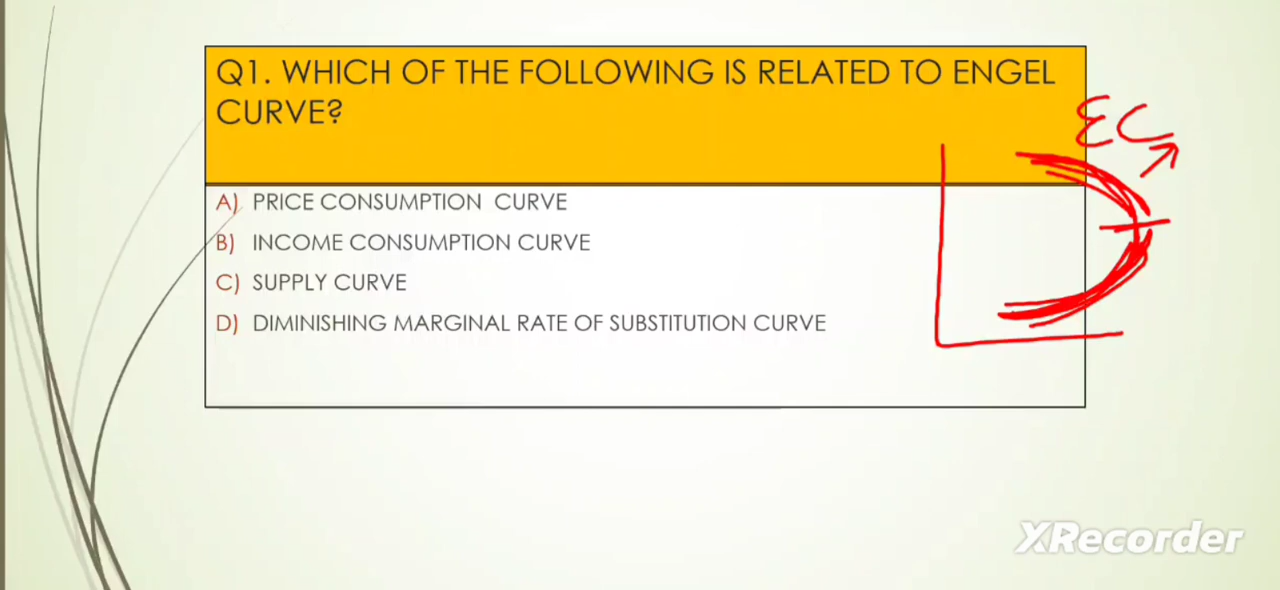 Q1. WHICH OF THE FOLLOWING IS RELATED TO ENGEL
CURVE?
EC
A) PRICE CONSUMPTION CURVE
B) INCOME CONSUMPTION CURVE
C) SUPPLY CURVE
D) DIMINISHING MARGINAL RATE OF SUBSTITUTION CURVE
XRecorder